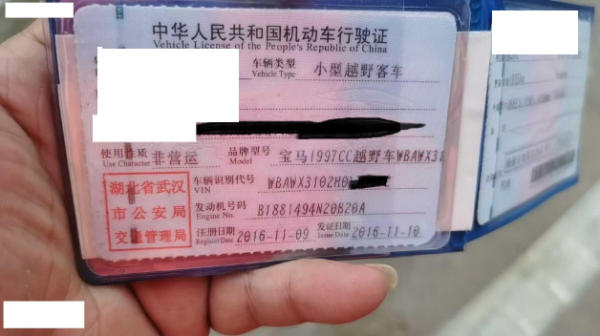 中华人民共和国机动车行驶证
Vehicle License of the People's Republic of China
车辆类型 小型越野客车
Vehicle Type
使用性质 非营运 品牌型号 宝马1997CC越野车WBAWX3
Use Character Model
湖北省武汉 车辆识别代号 WBAWX3102H0
VIN
市公安局 发动机号码 B1881494N20B20A
Engine No.
交通管理局 注册日期 2016-11-09 发证日期 2016-11-10
Register Date Issue Date